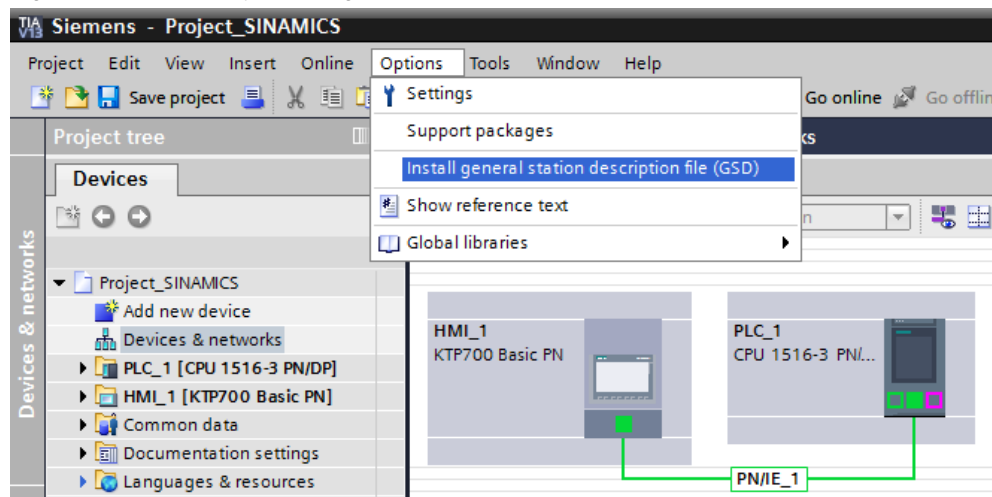 TIA V13 Siemens - Project_SINAMICS
Project Edit View Insert Online Options Tools Window Help
Save project Go online Go offlin
Settings
Support packages
Install general station description file (GSD)
Show reference text
Global libraries
Project tree
Devices
Devices & networks
Project_SINAMICS
Add new device
Devices & networks
PLC_1 [CPU 1516-3 PN/DP]
HMI_1 [KTP700 Basic PN]
Common data
Documentation settings
Languages & resources
ks
n
HMI_1
KTP700 Basic PN
PLC_1
CPU 1516-3 PN/...
PN/IE_1